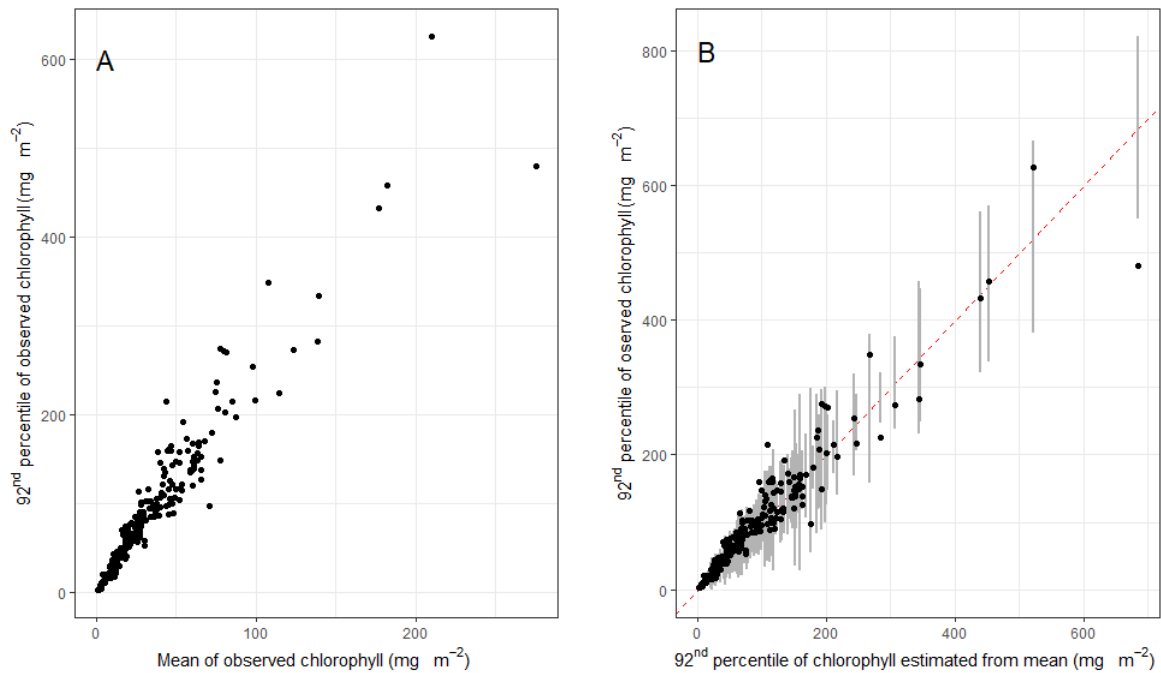 A
600
400
200
0
0
100
200
Mean of observed chlorophyll (mg m⁻²)
92ⁿᵈ percentile of observed chlorophyll (mg m⁻²)
B
800
600
400
200
0
0
200
400
600
92ⁿᵈ percentile of chlorophyll estimated from mean (mg m⁻²)
92ⁿᵈ percentile of oserved chlorophyll (mg m⁻²)